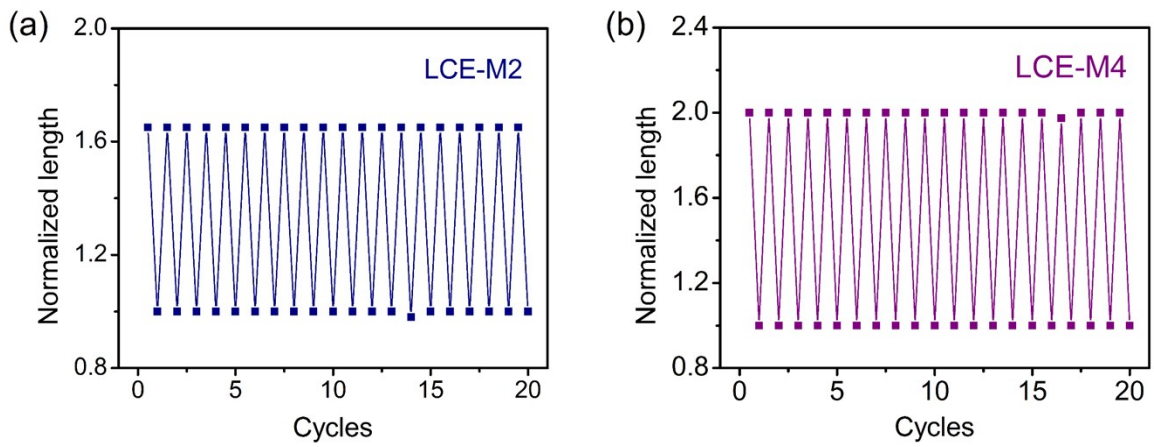 (a)
LCE-M2
Normalized length
2.0
1.6
1.2
0.8
0 5 10 15 20
Cycles
(b)
LCE-M4
Normalized length
2.4
2.0
1.6
1.2
0.8
0 5 10 15 20
Cycles